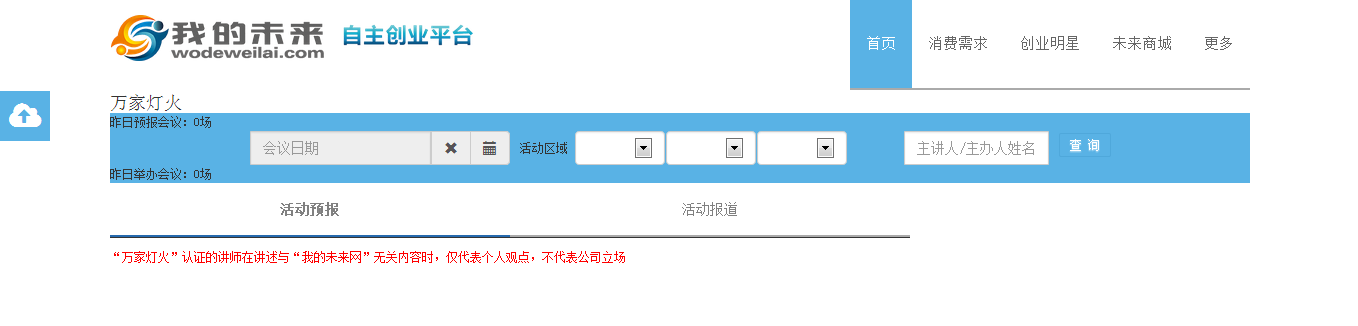 我的未来
wodeweilai.com
自主创业平台
首页 消费需求 创业明星 未来商城 更多
万家灯火
昨日预报会议：0场
会议日期 活动区域 主讲人/主办人姓名 查 询
昨日举办会议：0场
活动预报 活动报道
“万家灯火”认证的讲师在讲述与“我的未来网”无关内容时，仅代表个人观点，不代表公司立场